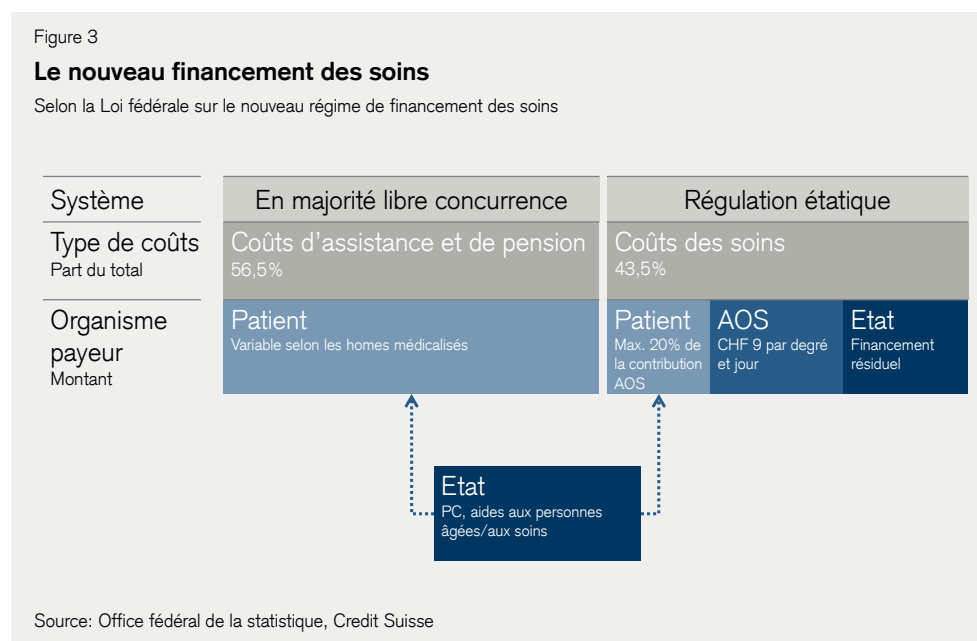 Figure 3
Le nouveau financement des soins
Selon la Loi fédérale sur le nouveau régime de financement des soins
Système
En majorité libre concurrence
Régulation étatique
Type de coûts
Part du total
Coûts d'assistance et de pension
56,5%
Coûts des soins
43,5%
Organisme
payeur
Montant
Patient
Variable selon les homes médicalisés
Patient
Max. 20% de
la contribution
AOS
AOS
CHF 9 par degré
et jour
Etat
Financement
résiduel
Etat
PC, aides aux personnes
âgées/aux soins
Source: Office fédéral de la statistique, Credit Suisse